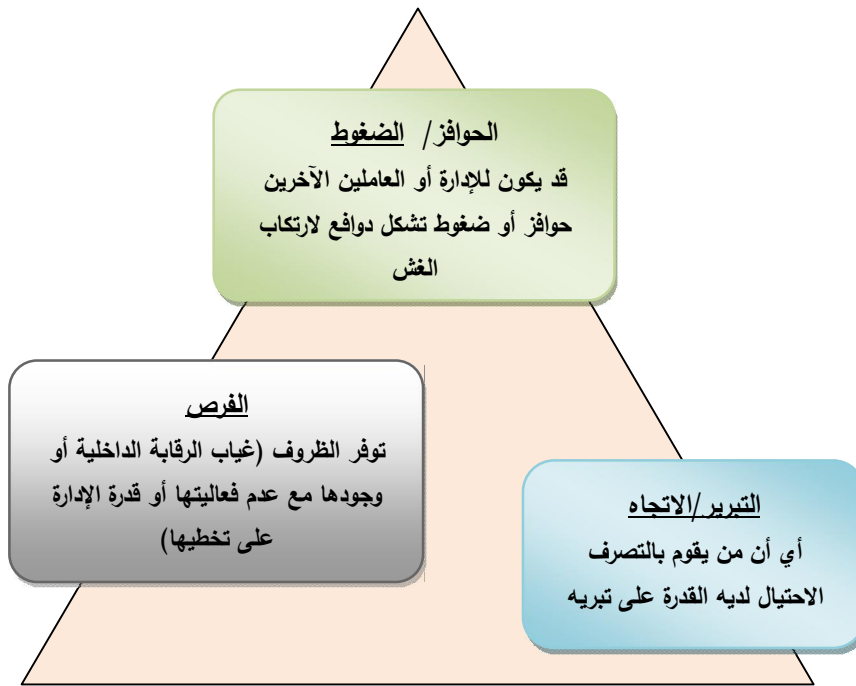 الحوافز/ الضغوط
قد يكون للإدارة أو العاملين الآخرين
حوافز أو ضغوط تشكل دوافع لارتكاب
الغش
الفرص
توفر الظروف (غياب الرقابة الداخلية أو
وجودها مع عدم فعاليتها أو قدرة الإدارة
على تخطيها)
التبرير/الاتجاه
أي أن من يقوم بالتصرف
الاحتيال لديه القدرة على تبريه